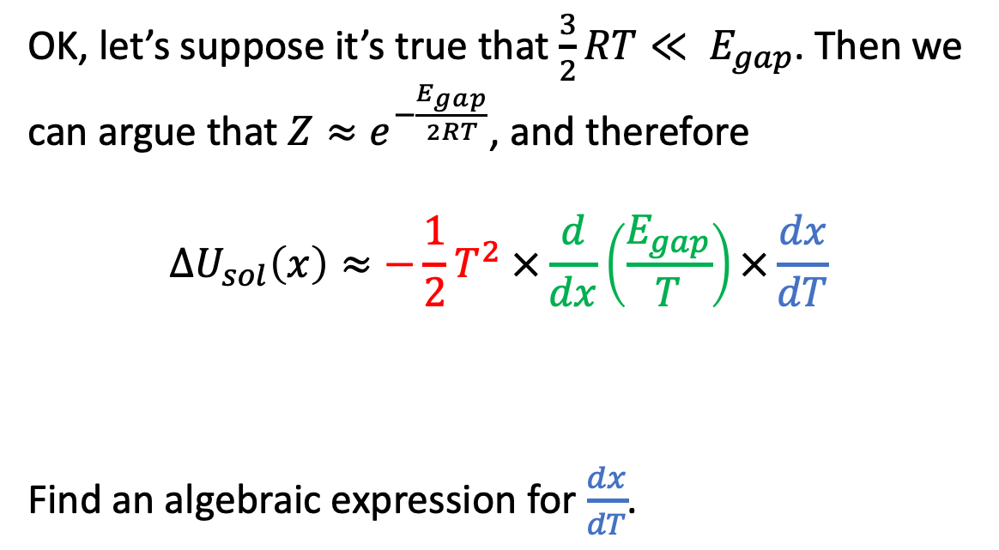 OK, let’s suppose it’s true that $\frac{3}{2}RT \ll E_{gap}$. Then we
can argue that $Z \approx e^{-\frac{E_{gap}}{2RT}}$, and therefore
$\Delta U_{sol}(x) \approx -\frac{1}{2}T^2 \times \frac{d}{dx}\left(\frac{E_{gap}}{T}\right) \times \frac{dx}{dT}$
Find an algebraic expression for $\frac{dx}{dT}$.